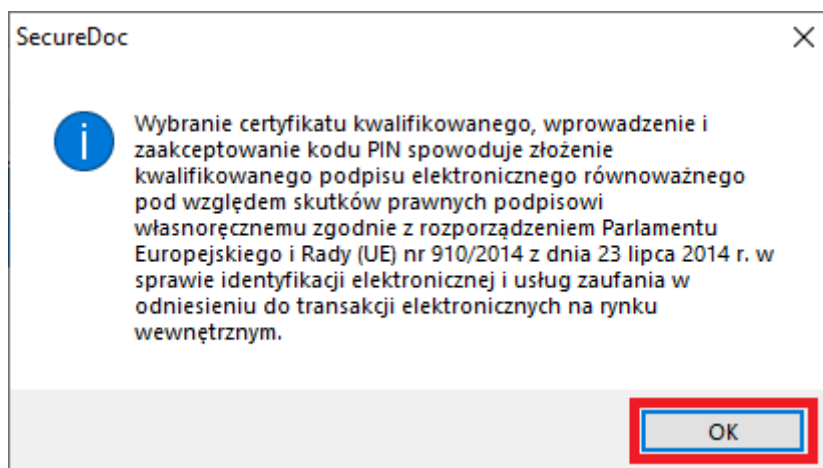 SecureDoc
Wybranie certyfikatu kwalifikowanego, wprowadzenie i
zaakceptowanie kodu PIN spowoduje złożenie
kwalifikowanego podpisu elektronicznego równoważnego
pod względem skutków prawnych podpisowi
własnoręcznemu zgodnie z rozporządzeniem Parlamentu
Europejskiego i Rady (UE) nr 910/2014 z dnia 23 lipca 2014 r. w
sprawie identyfikacji elektronicznej i usług zaufania w
odniesieniu do transakcji elektronicznych na rynku
wewnętrznym.
OK